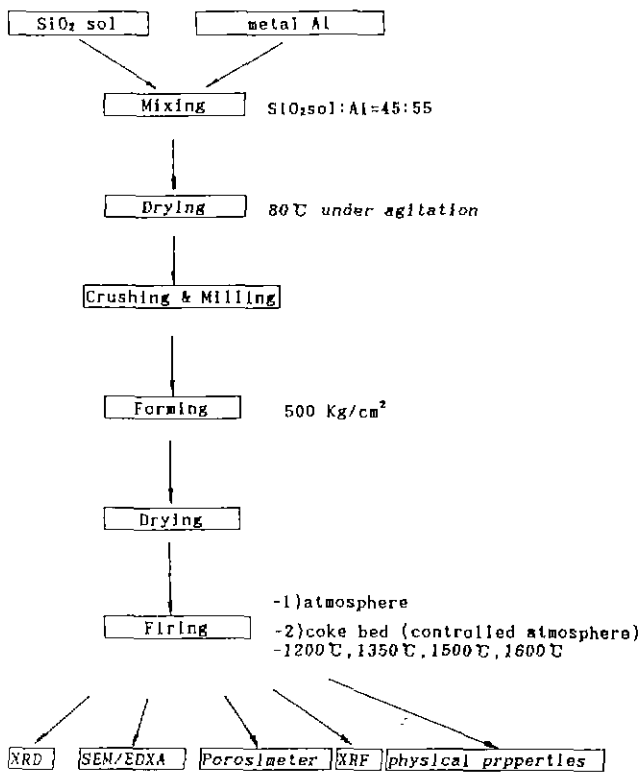 SiO₂ sol
metal Al
Mixing
SiO₂sol:Al=45:55
Drying
80℃ under agitation
Crushing & Milling
Forming
500 Kg/cm²
Drying
Firing
-1)atmosphere
-2)coke bed (controlled atmosphere)
-1200℃,1350℃,1500℃,1600℃
XRD
SEM/EDXA
Porosimeter
XRF
physical prpperties